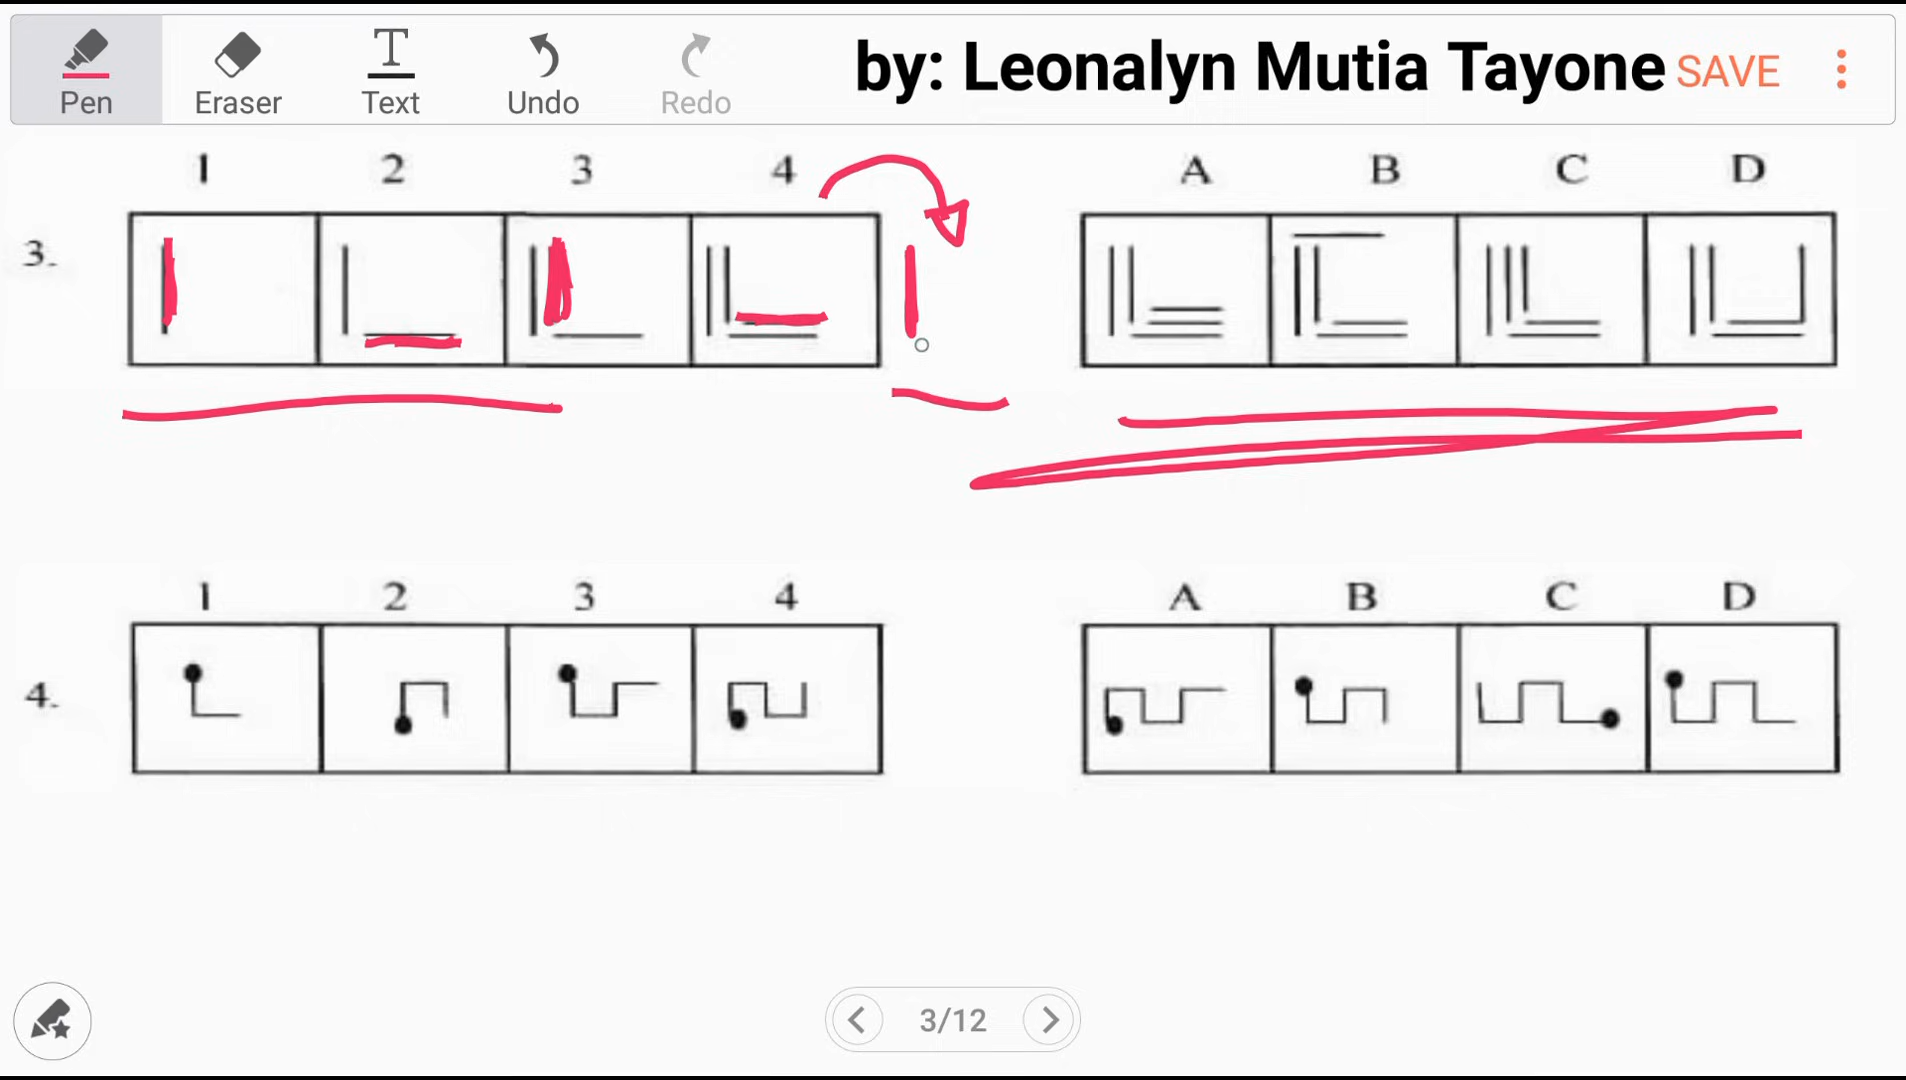 Pen Eraser Text Undo Redo by: Leonalyn Mutia Tayone SAVE
1 2 3 4 A B C D
3.
1 2 3 4 A B C D
4.
3/12